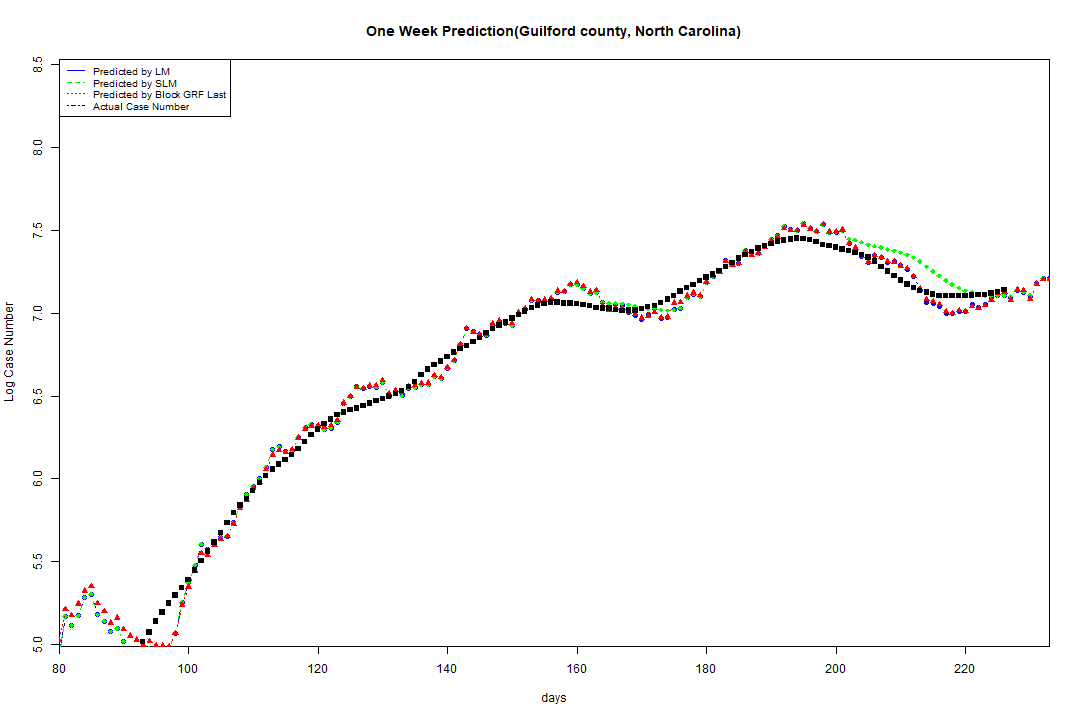 One Week Prediction(Guilford county, North Carolina)
Predicted by LM
Predicted by SLM
Predicted by Block GRF Last
Actual Case Number
Log Case Number
8.5
8.0
7.5
7.0
6.5
6.0
5.5
5.0
80 100 120 140 160 180 200 220
days